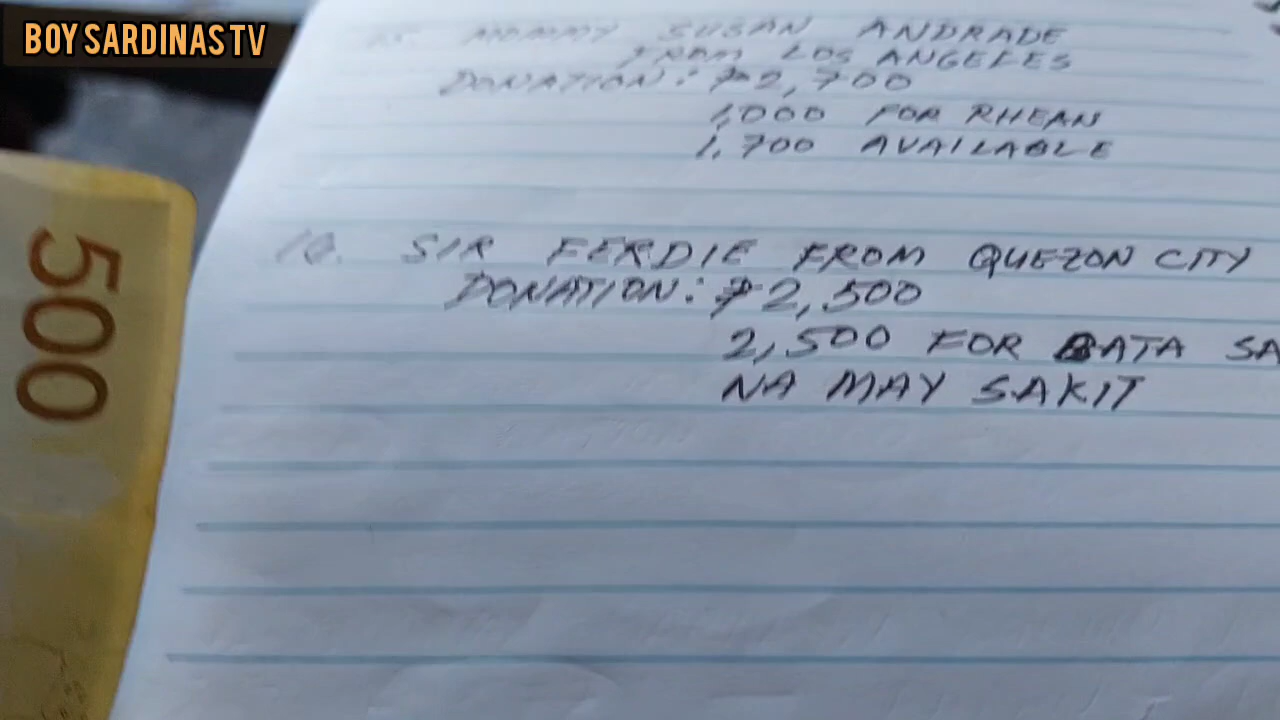 BOY SARDINAS TV
MOMMY SUSAN ANDRADE
FROM LOS ANGELES
DONATION: ₱2,700
1,000 FOR RHEAN
1,700 AVAILABLE
SIR FERDIE FROM QUEZON CITY
DONATION: ₱2,500
2,500 FOR BATA SA
NA MAY SAKIT
500